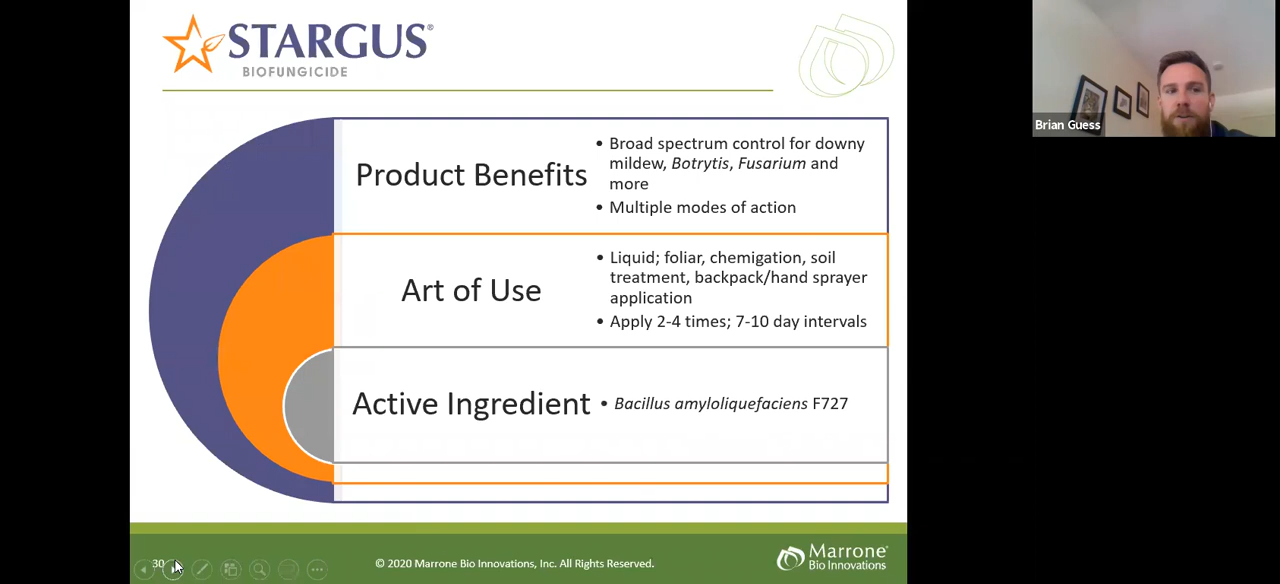 STARGUS®
BIOFUNGICIDE
Brian Guess
Product Benefits
• Broad spectrum control for downy
mildew, Botrytis, Fusarium and
more
• Multiple modes of action
Art of Use
• Liquid; foliar, chemigation, soil
treatment, backpack/hand sprayer
application
• Apply 2-4 times; 7-10 day intervals
Active Ingredient
• Bacillus amyloliquefaciens F727
30
© 2020 Marrone Bio Innovations, Inc. All Rights Reserved.
Marrone®
Bio Innovations